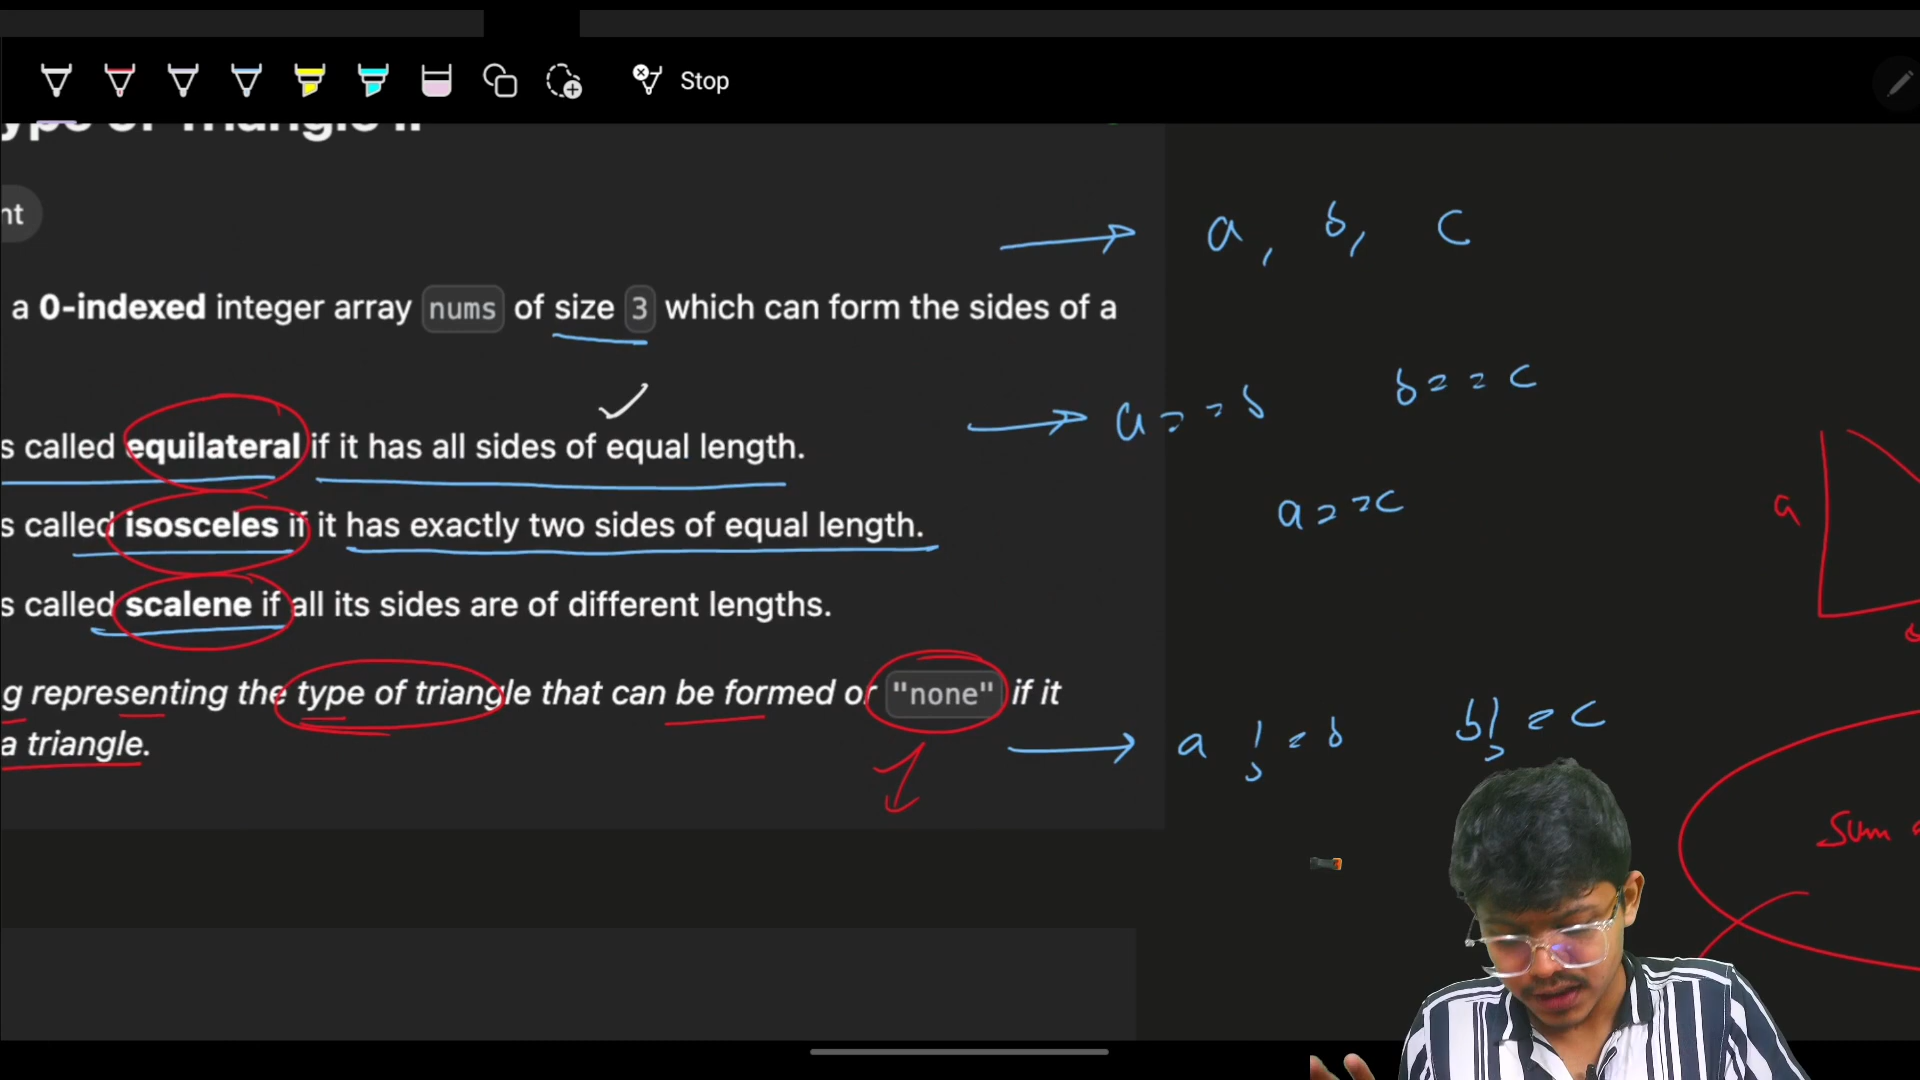 Stop
ype of Triangle II
nt
a, b, c
a 0-indexed integer array nums of size 3 which can form the sides of a
a==b b==c
s called equilateral if it has all sides of equal length.
a==c
a
s called isosceles if it has exactly two sides of equal length.
s called scalene if all its sides are of different lengths.
g representing the type of triangle that can be formed or "none" if it
a != b b != c
a triangle.
Sum